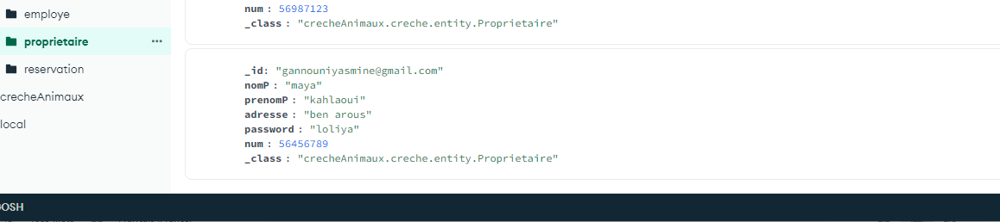 employe
proprietaire
•••
reservation
crecheAnimaux
local
num : 56987123
_class : "crecheAnimaux.creche.entity.Proprietaire"
_id: "gannouniyasmine@gmail.com"
nomP : "maya"
prenomP : "kahlaoui"
adresse : "ben arous"
password : "loliya"
num : 56456789
_class : "crecheAnimaux.creche.entity.Proprietaire"
OSH